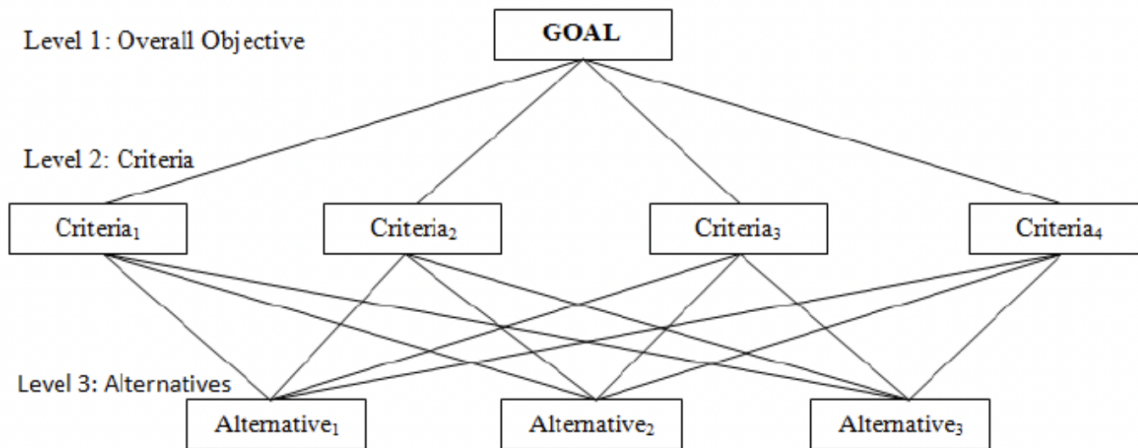 Level 1: Overall Objective
GOAL
Level 2: Criteria
Criteria₁
Criteria₂
Criteria₃
Criteria₄
Level 3: Alternatives
Alternative₁
Alternative₂
Alternative₃